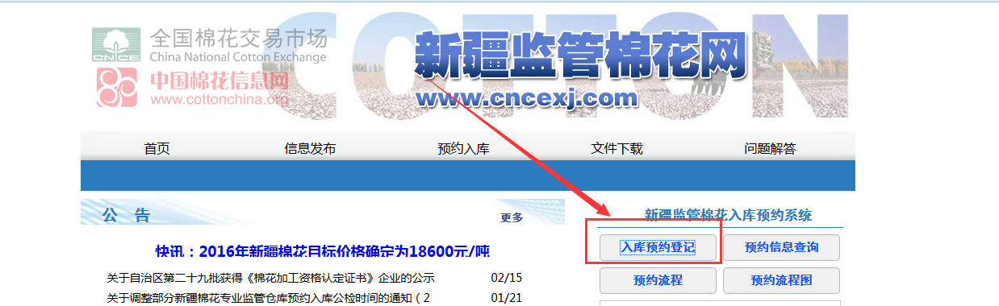 全国棉花交易市场
CNCE
China National Cotton Exchange
中国棉花信息网
www.cottonchina.org
COTTON
新疆监管棉花网
www.cncexj.com
首页 信息发布 预约入库 文件下载 问题解答
公 告 更多
快讯：2016年新疆棉花目标价格确定为18600元/吨
关于自治区第二十九批获得《棉花加工资格认定证书》企业的公示 02/15
关于调整部分新疆棉花专业监管仓库预约入库公检时间的通知（2 01/21
新疆监管棉花入库预约系统
入库预约登记 预约信息查询
预约流程 预约流程图